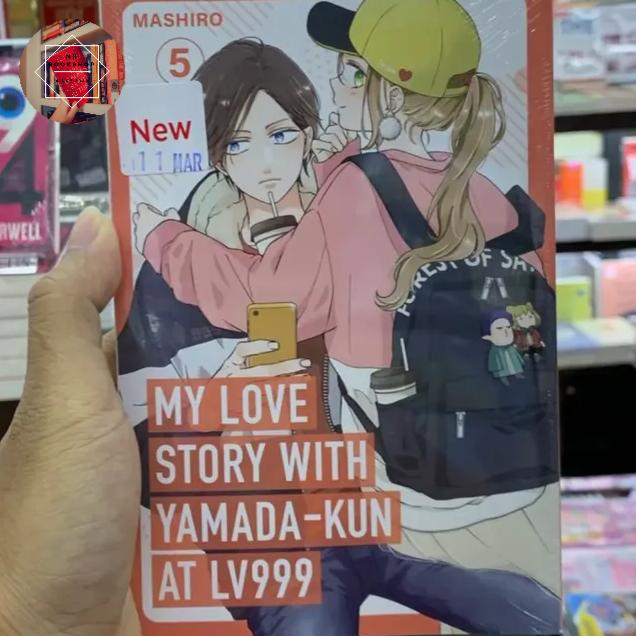 MASHIRO
5
New
11 MAR
MY LOVE
STORY WITH
YAMADA-KUN
AT LV999
FOREST OF SA
RWELL